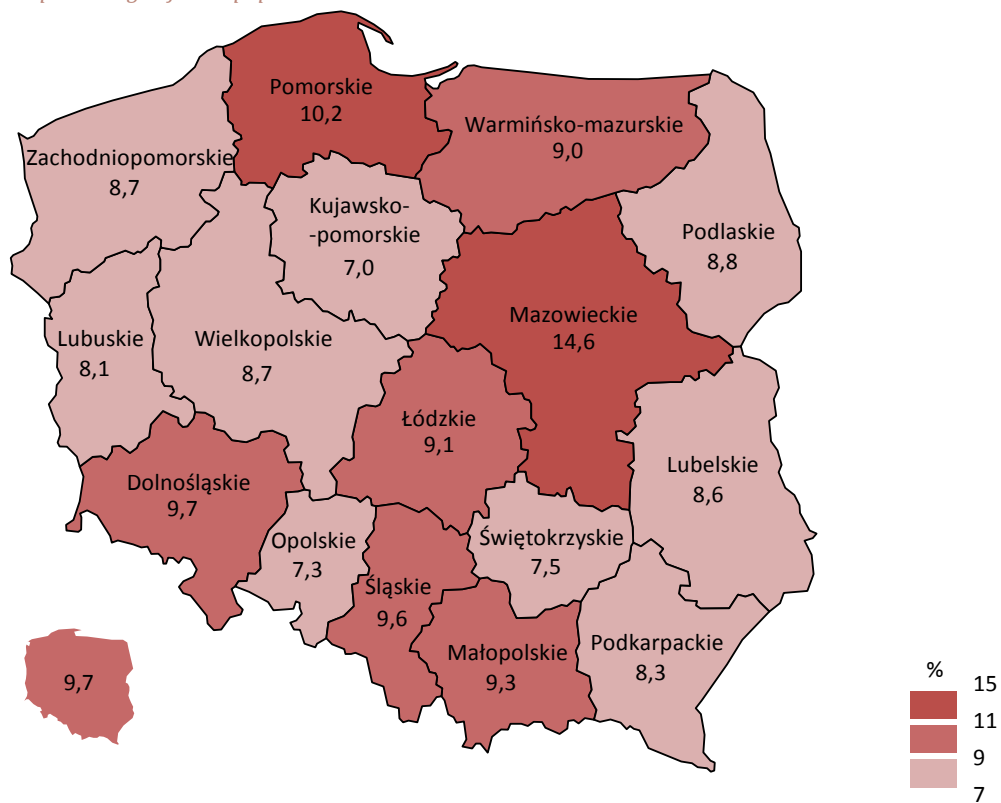 Pomorskie
10,2
Warmińsko-mazurskie
9,0
Zachodniopomorskie
8,7
Kujawsko-
-pomorskie
7,0
Podlaskie
8,8
Mazowieckie
14,6
Lubuskie
8,1
Wielkopolskie
8,7
Łódzkie
9,1
Lubelskie
8,6
Dolnośląskie
9,7
Opolskie
7,3
Świętokrzyskie
7,5
Śląskie
9,6
Małopolskie
9,3
Podkarpackie
8,3
9,7
%
15
11
9
7